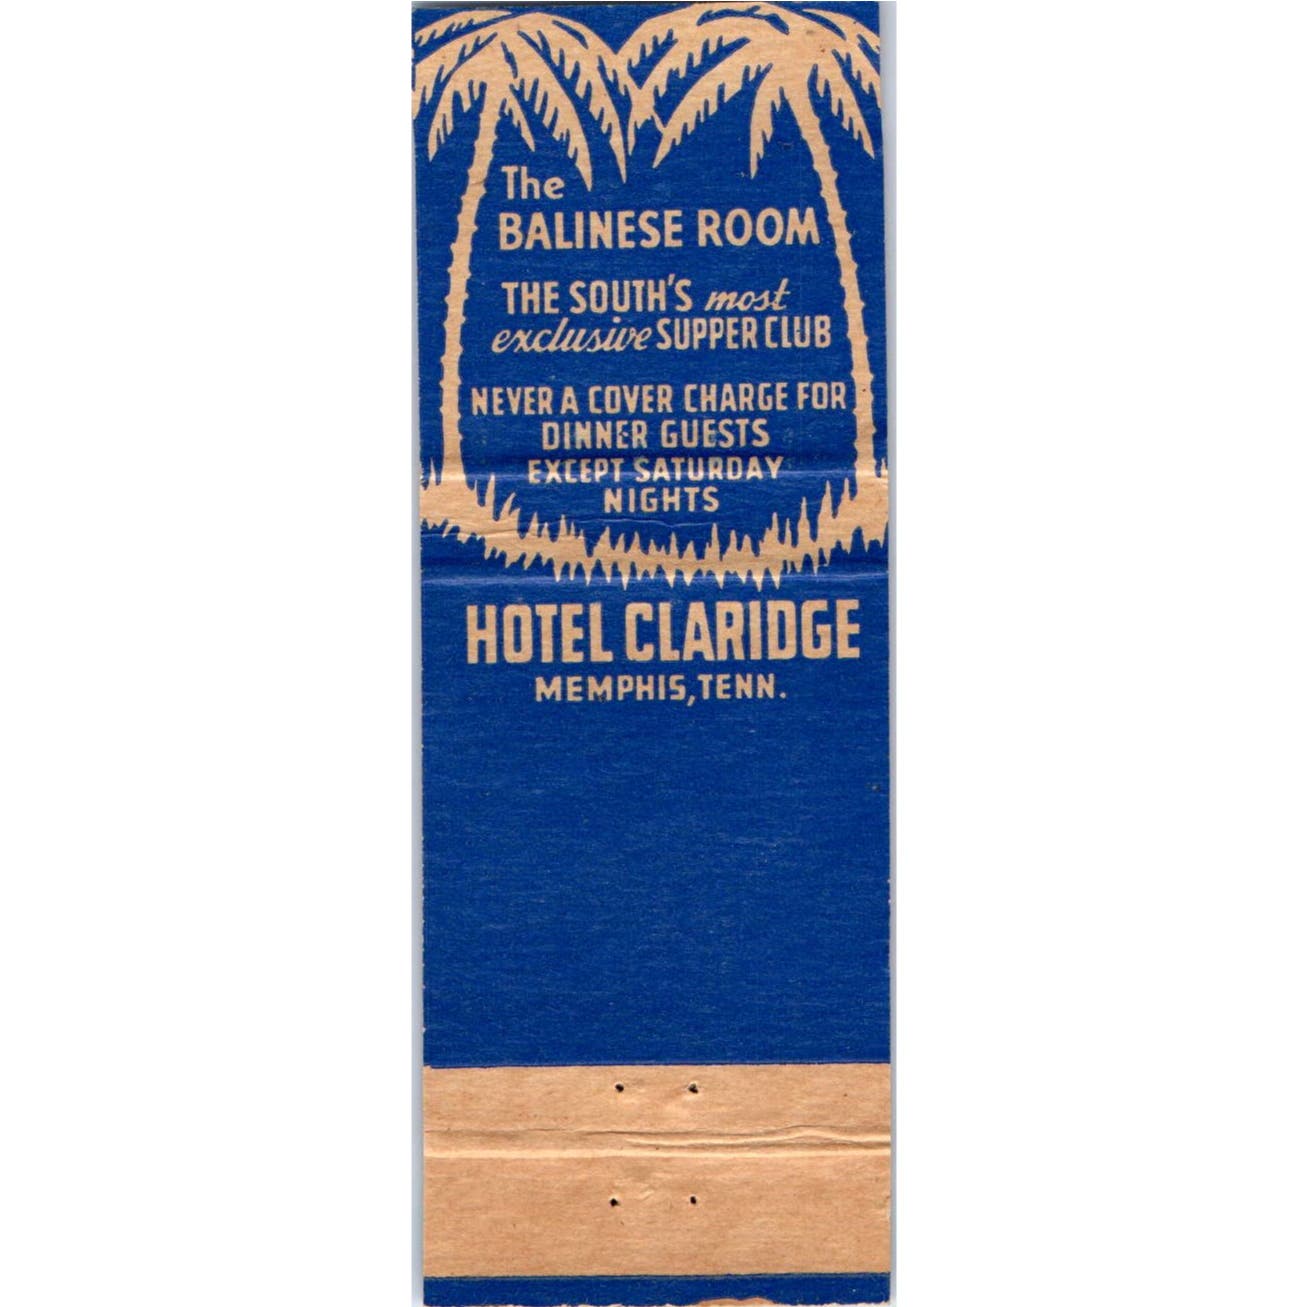 The
BALINESE ROOM
THE SOUTH'S most
exclusive SUPPER CLUB
NEVER A COVER CHARGE FOR
DINNER GUESTS
EXCEPT SATURDAY
NIGHTS
HOTEL CLARIDGE
MEMPHIS, TENN.